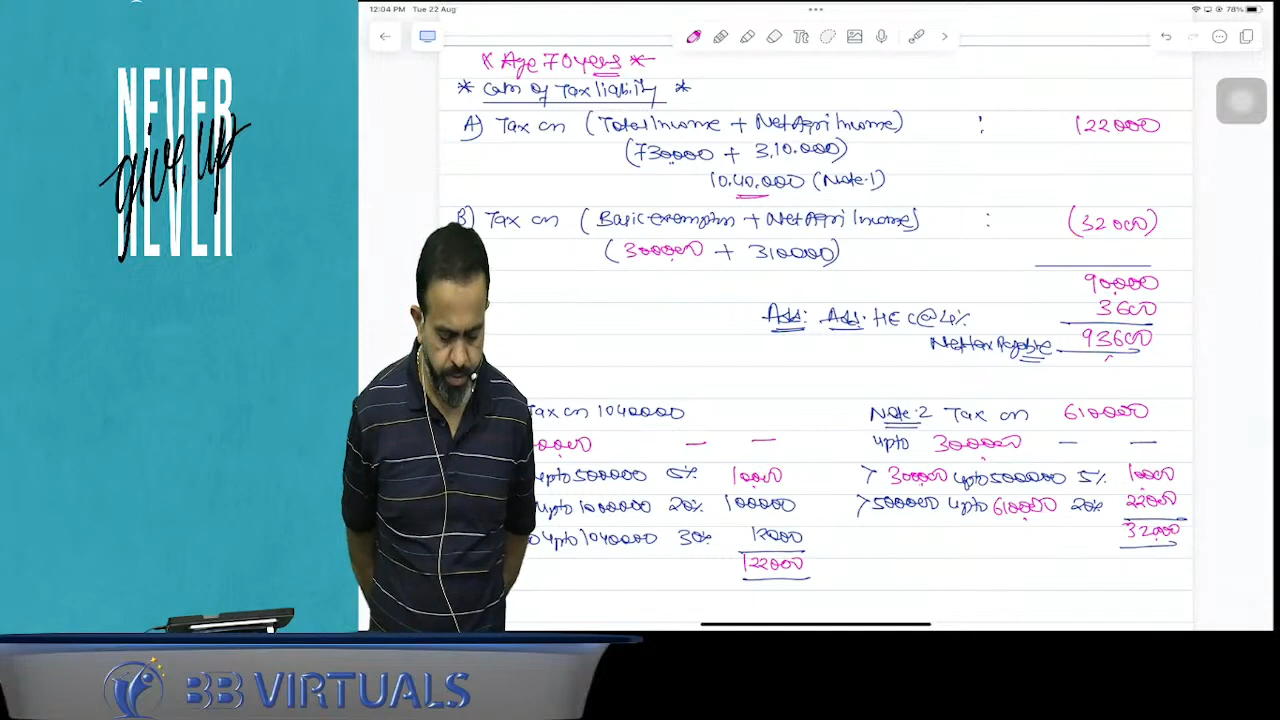 12:04 PM Tue 22 Aug
78%
NEVER
give up
NEVER
* Age 70 years *
* Com of Tax liability *
A) Tax on (Total Income + Net Agri Income) : 122000
(730000 + 3,10,000)
10,40,000 (Note-1)
B) Tax on (Basic exemption + Net Agri Income) : (32000)
(300000 + 310000)
90,000
Add: Add: HEC @ 4% 3600
Net tax Payable 93600
Tax on 1040000
upto 500000 5% 10000
upto 1000000 20% 100000
upto 1040000 30% 12000
122000
Note:2 Tax on 610000
upto 300000 — —
> 300000 upto 500000 5% 10000
> 500000 upto 610000 20% 22000
32000
BB VIRTUALS